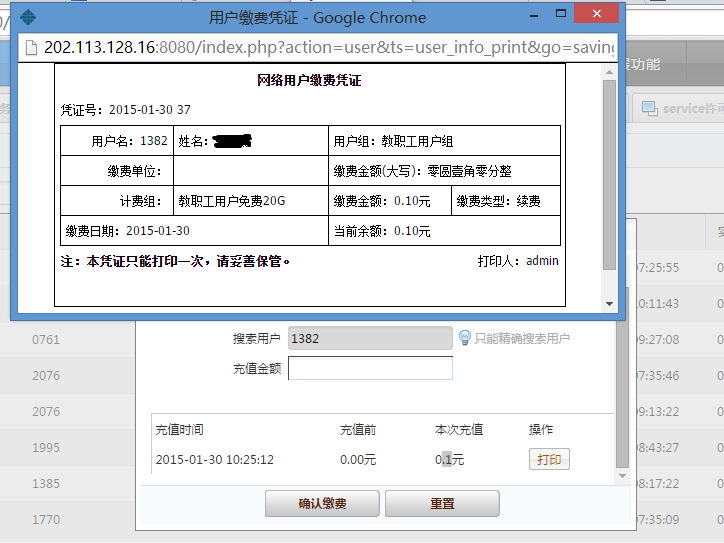 用户缴费凭证 - Google Chrome
202.113.128.16:8080/index.php?action=user&ts=user_info_print&go=saving
网络用户缴费凭证
凭证号：2015-01-30 37
用户名：1382 姓名： 用户组：教职工用户组
缴费单位： 缴费金额(大写)：零圆壹角零分整
计费组： 教职工用户免费20G 缴费金额：0.10元 缴费类型：续费
缴费日期：2015-01-30 当前余额：0.10元
注：本凭证只能打印一次，请妥善保管。 打印人：admin
功能
service许可
07:25:55
10:11:43
0761 搜索用户 1382 只能精确搜索用户 09:27:08
2076 充值金额 07:35:46
2076 充值时间 充值前 本次充值 操作 09:13:22
1995 2015-01-30 10:25:12 0.00元 0.1元 打印 08:43:27
1385 确认缴费 重置 08:17:22
1770 07:35:09